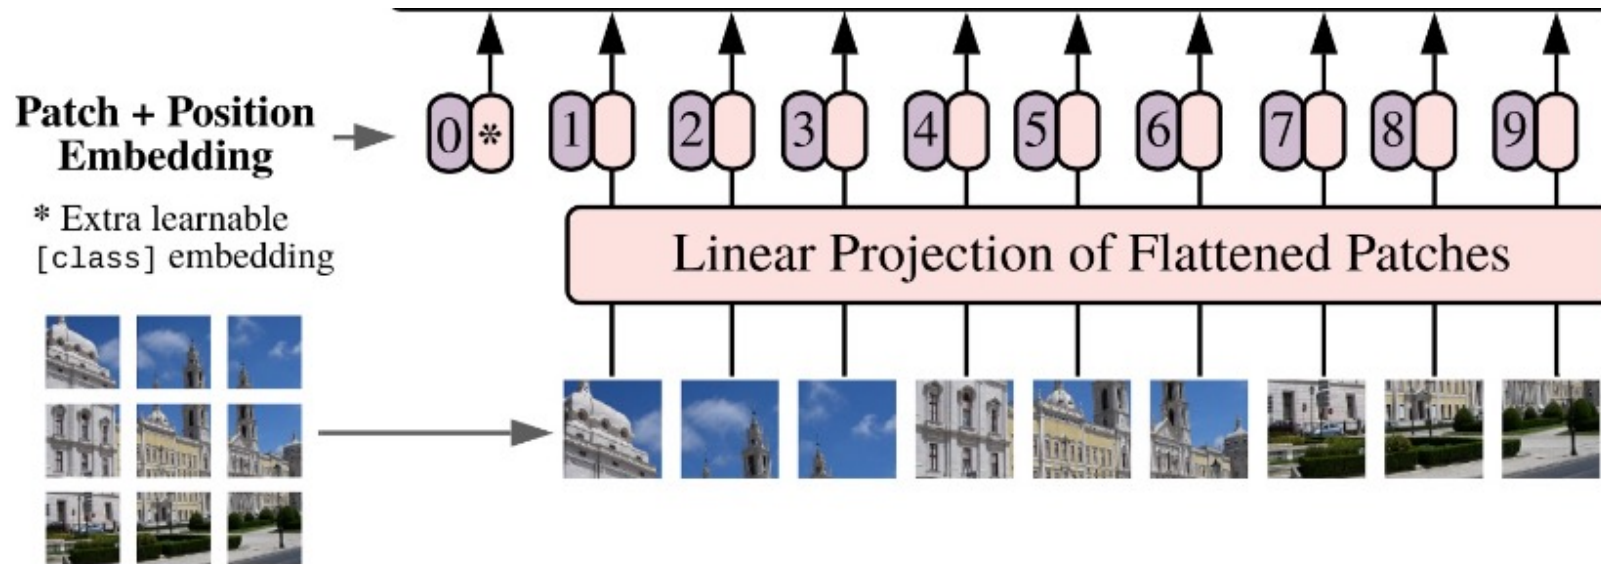 Patch + Position
Embedding
* Extra learnable
[class] embedding
0 * 1 2 3 4 5 6 7 8 9
Linear Projection of Flattened Patches